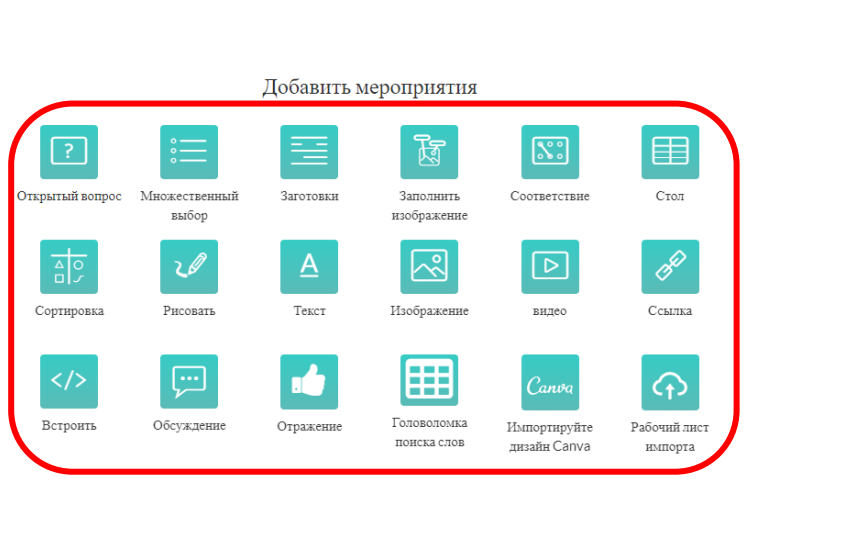 Добавить мероприятия
?
Открытый вопрос
Множественный
выбор
Заготовки
Заполнить
изображение
Соответствие
Стол
Сортировка
Рисовать
A
Текст
Изображение
видео
Ссылка
</>
Встроить
Обсуждение
Отражение
Головоломка
поиска слов
Canva
Импортируйте
дизайн Canva
Рабочий лист
импорта